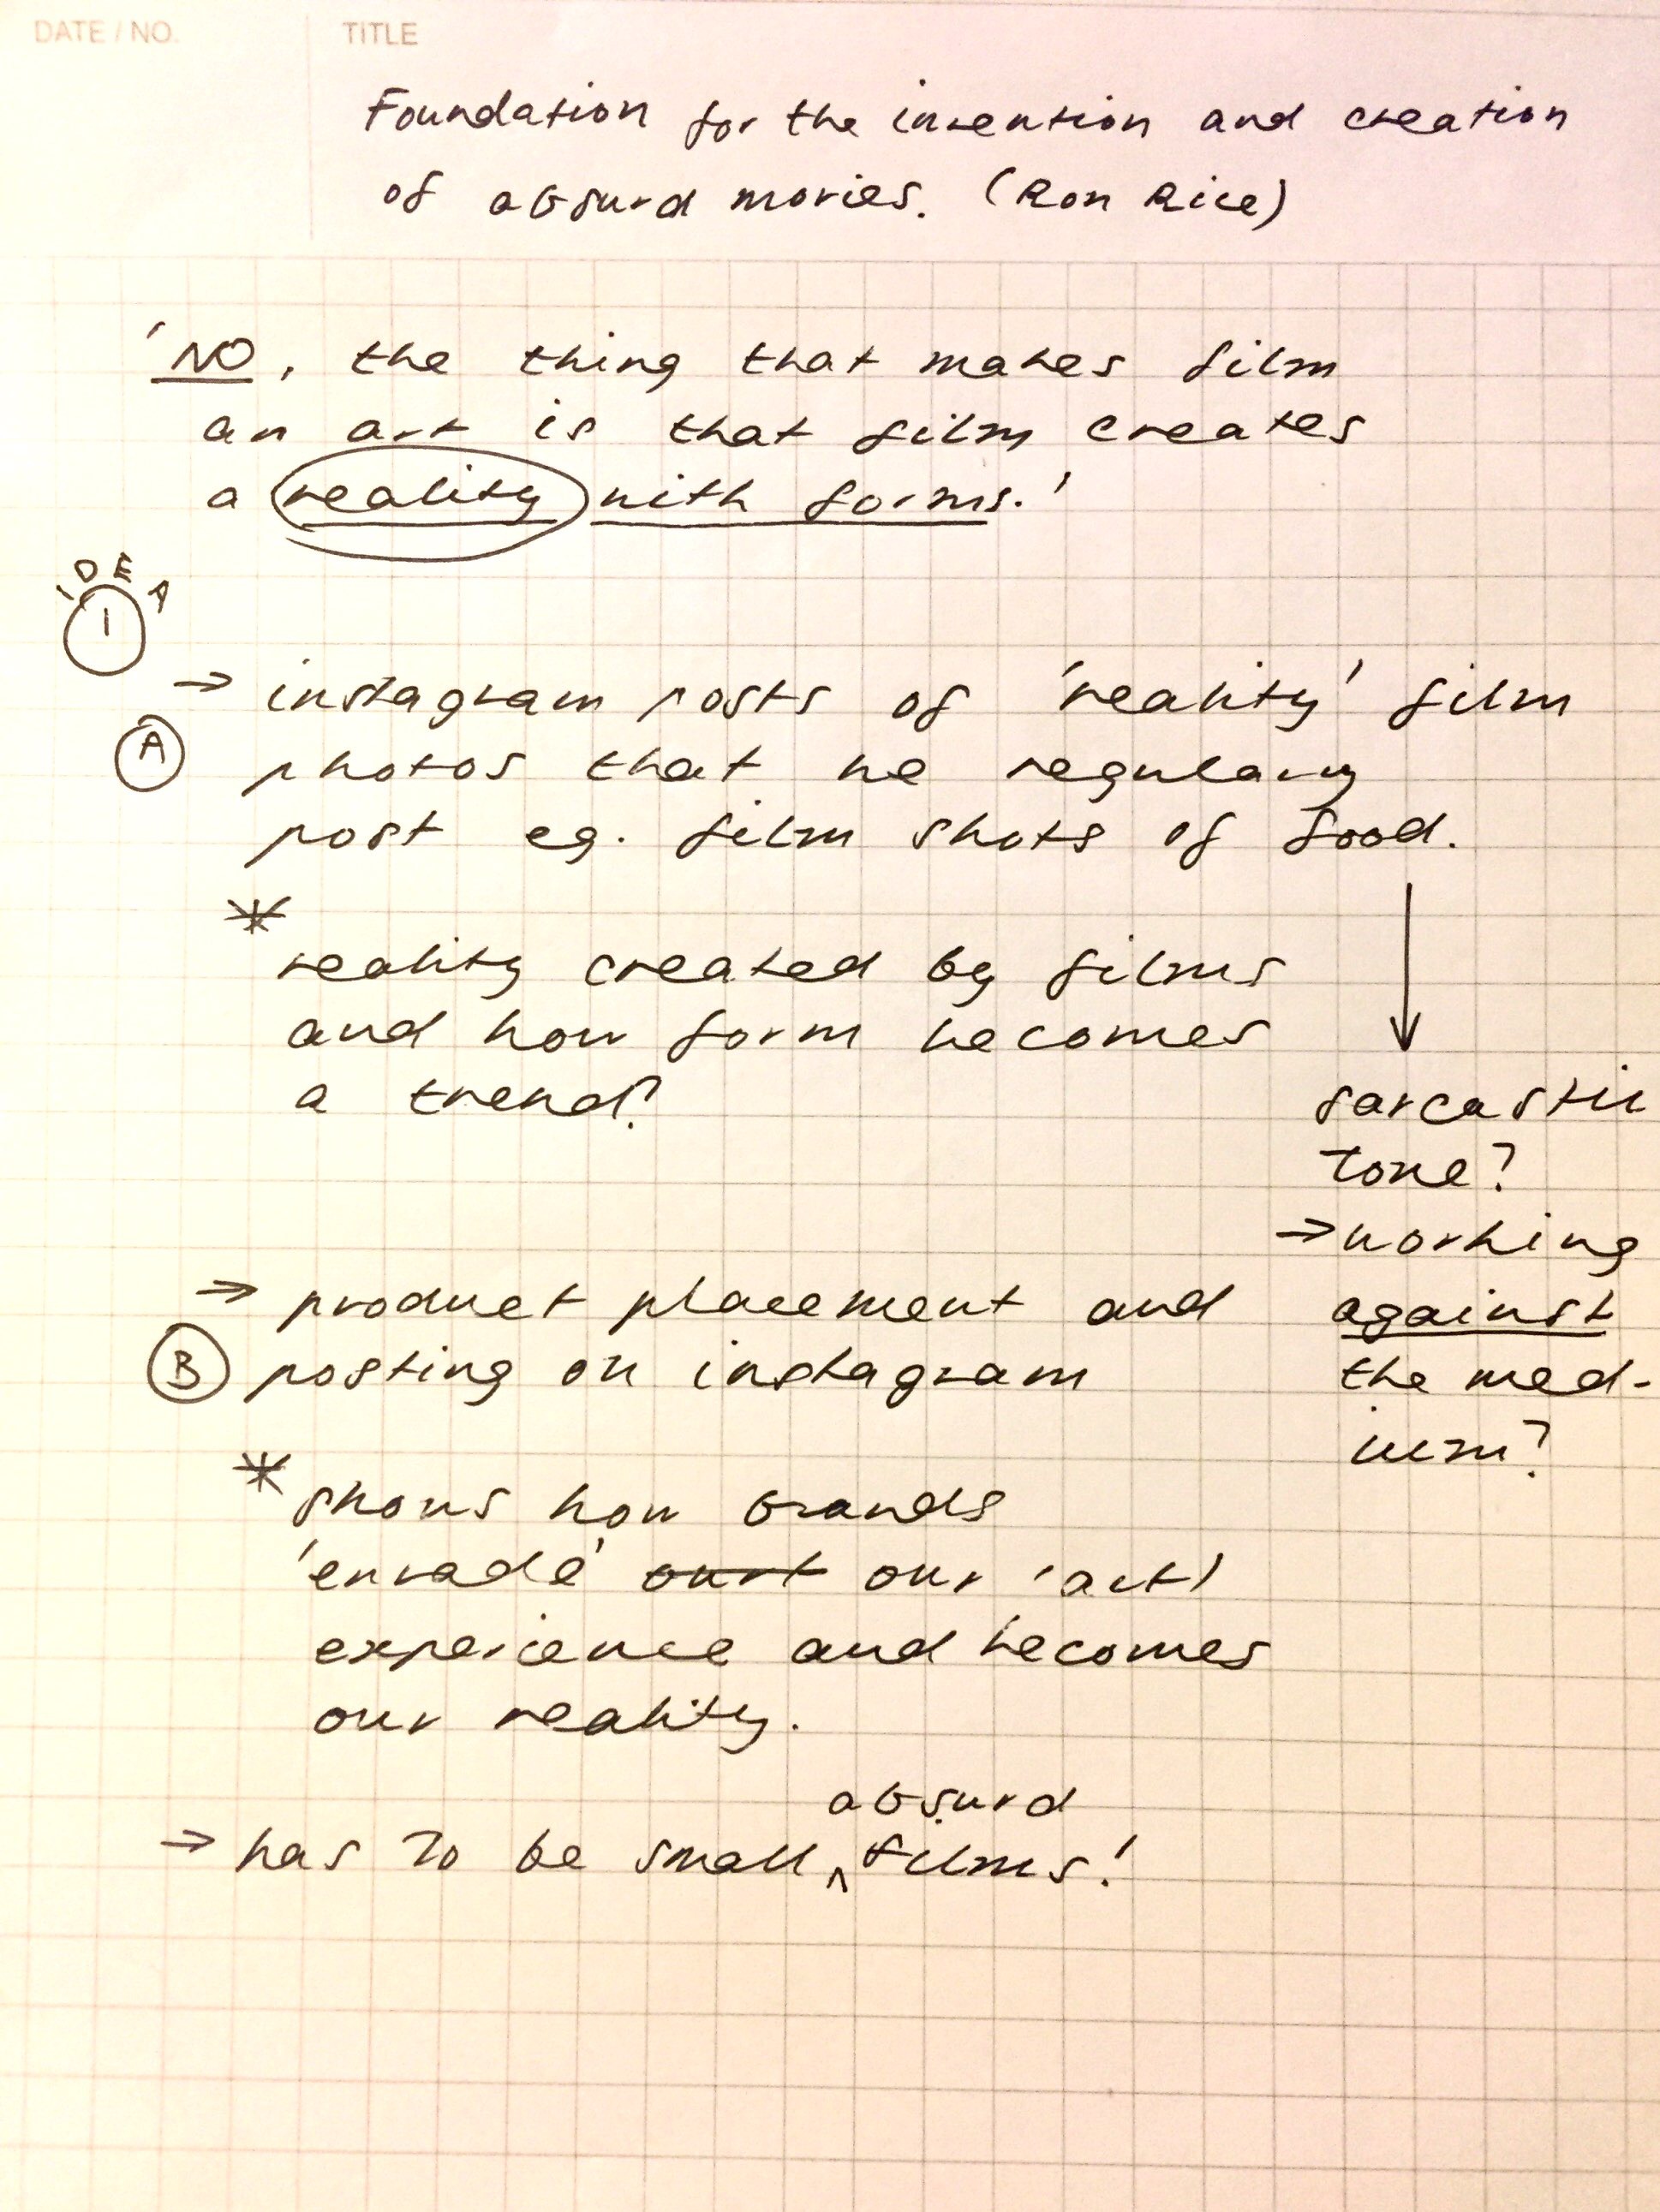 DATE / NO.
TITLE
Foundation for the invention and creation
of absurd movies. (Ron Rice)
'NO, the thing that makes film
an art is that film creates
a reality with forms.'
IDEA
→ instagram posts of 'reality' film
A
photos that we regulary
post eg. film shots of food.
*
reality created by films
and how form becomes
a trend?
sarcastic
tone?
→ working
against
the med-
ium?
→ product placement and
B
posting on instagram
*
shows how brands
'envade' ourt our 'art'
experience and becomes
our reality.
absurd
→ has to be small ^ films!